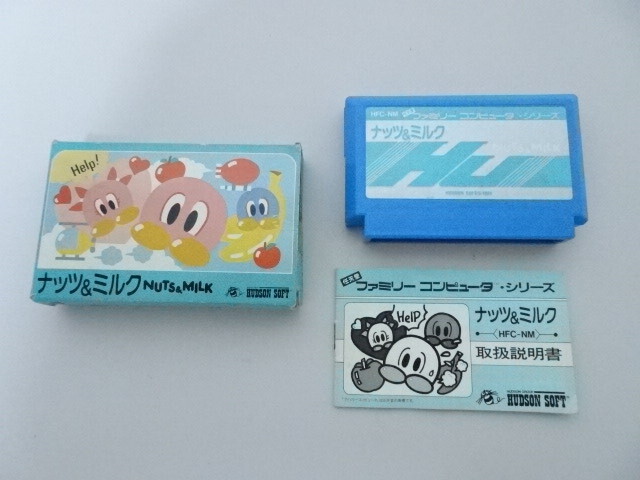 Help!
ナッツ&ミルク NUTS & MILK
HUDSON SOFT
HFC-NM ファミリー コンピュータ・シリーズ
ナッツ&ミルク
ファミリー コンピュータ・シリーズ
HELP
ナッツ&ミルク
HFC-NM
取扱説明書
HUDSON SOFT